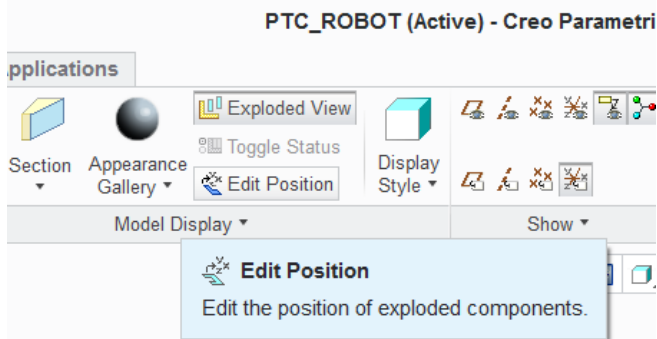 PTC_ROBOT (Active) - Creo Parametri
pplications
Exploded View
Toggle Status
Edit Position
Section
Appearance
Gallery
Display
Style
Model Display
Show
Edit Position
Edit the position of exploded components.